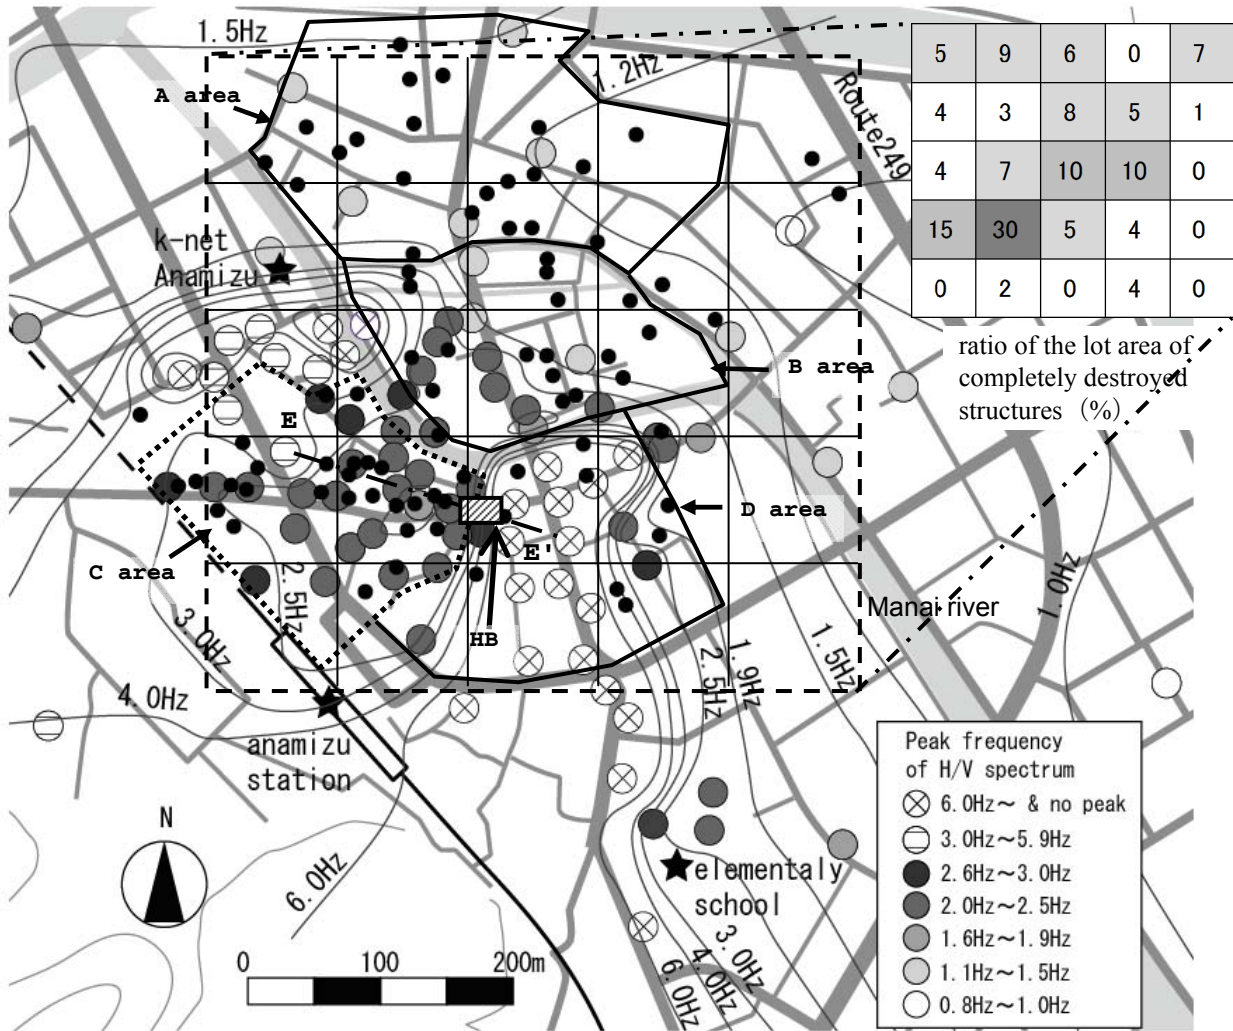 1.5Hz
1.2Hz
Route249
A area
k-net
Anamizu
5 9 6 0 7
4 3 8 5 1
4 7 10 10 0
15 30 5 4 0
0 2 0 4 0
ratio of the lot area of
completely destroyed
structures (%)
B area
E
D area
E'
C area
HB
2.5Hz
3.0Hz
4.0Hz
Manai river
1.0Hz
1.5Hz
1.9Hz
2.5Hz
anamizu
station
N
6.0Hz
elementaly
school
3.0Hz
4.0Hz
6.0Hz
0 100 200m
Peak frequency
of H/V spectrum
6.0Hz～ & no peak
3.0Hz～5.9Hz
2.6Hz～3.0Hz
2.0Hz～2.5Hz
1.6Hz～1.9Hz
1.1Hz～1.5Hz
0.8Hz～1.0Hz